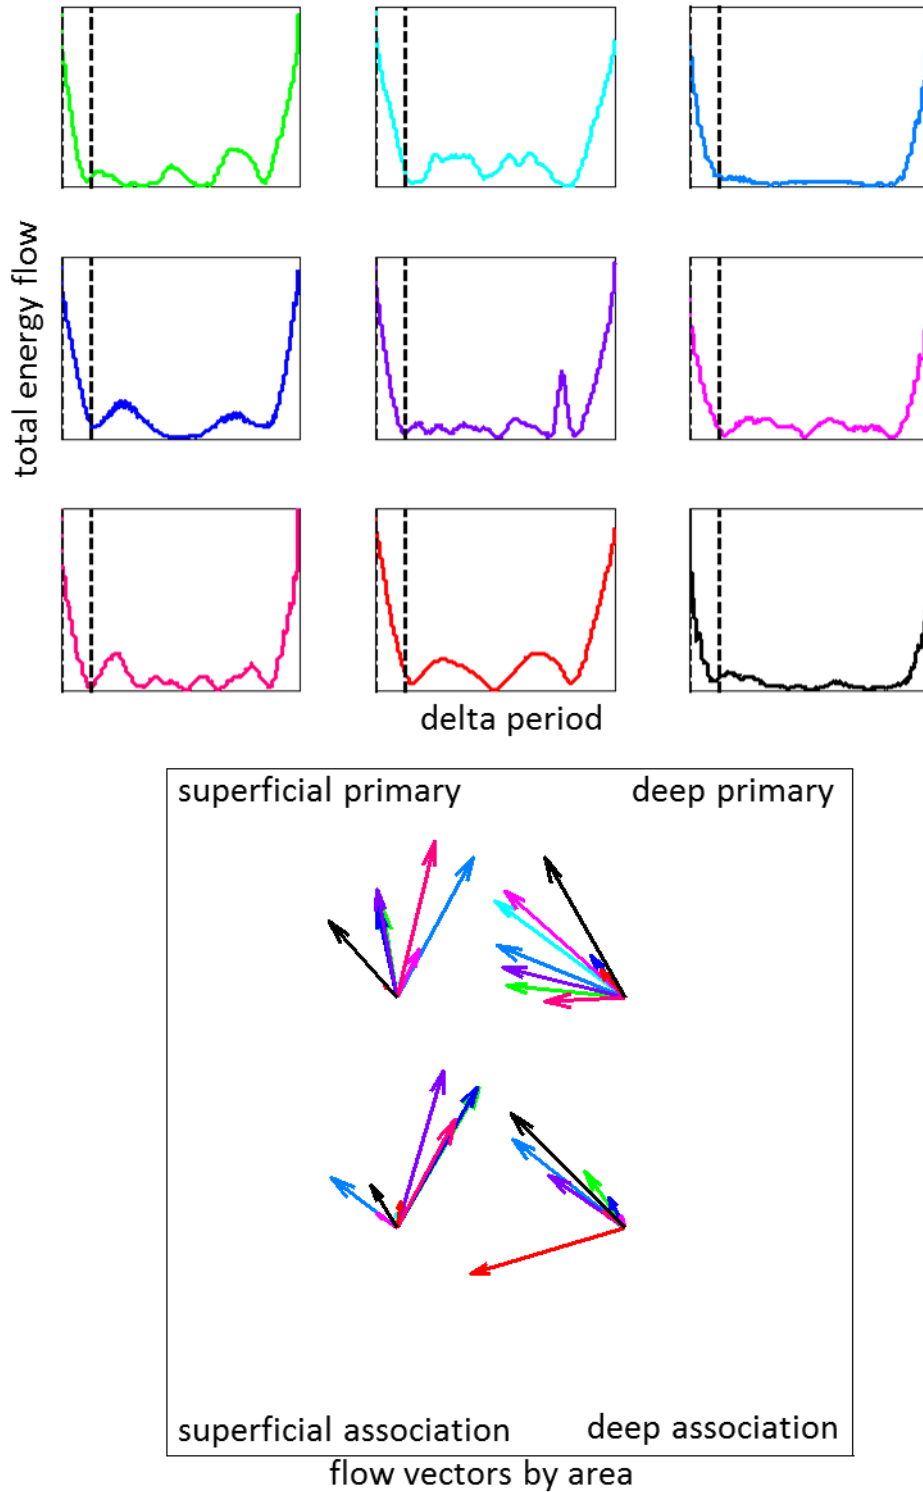 total energy flow
delta period
superficial primary
deep primary
superficial association
deep association
flow vectors by area